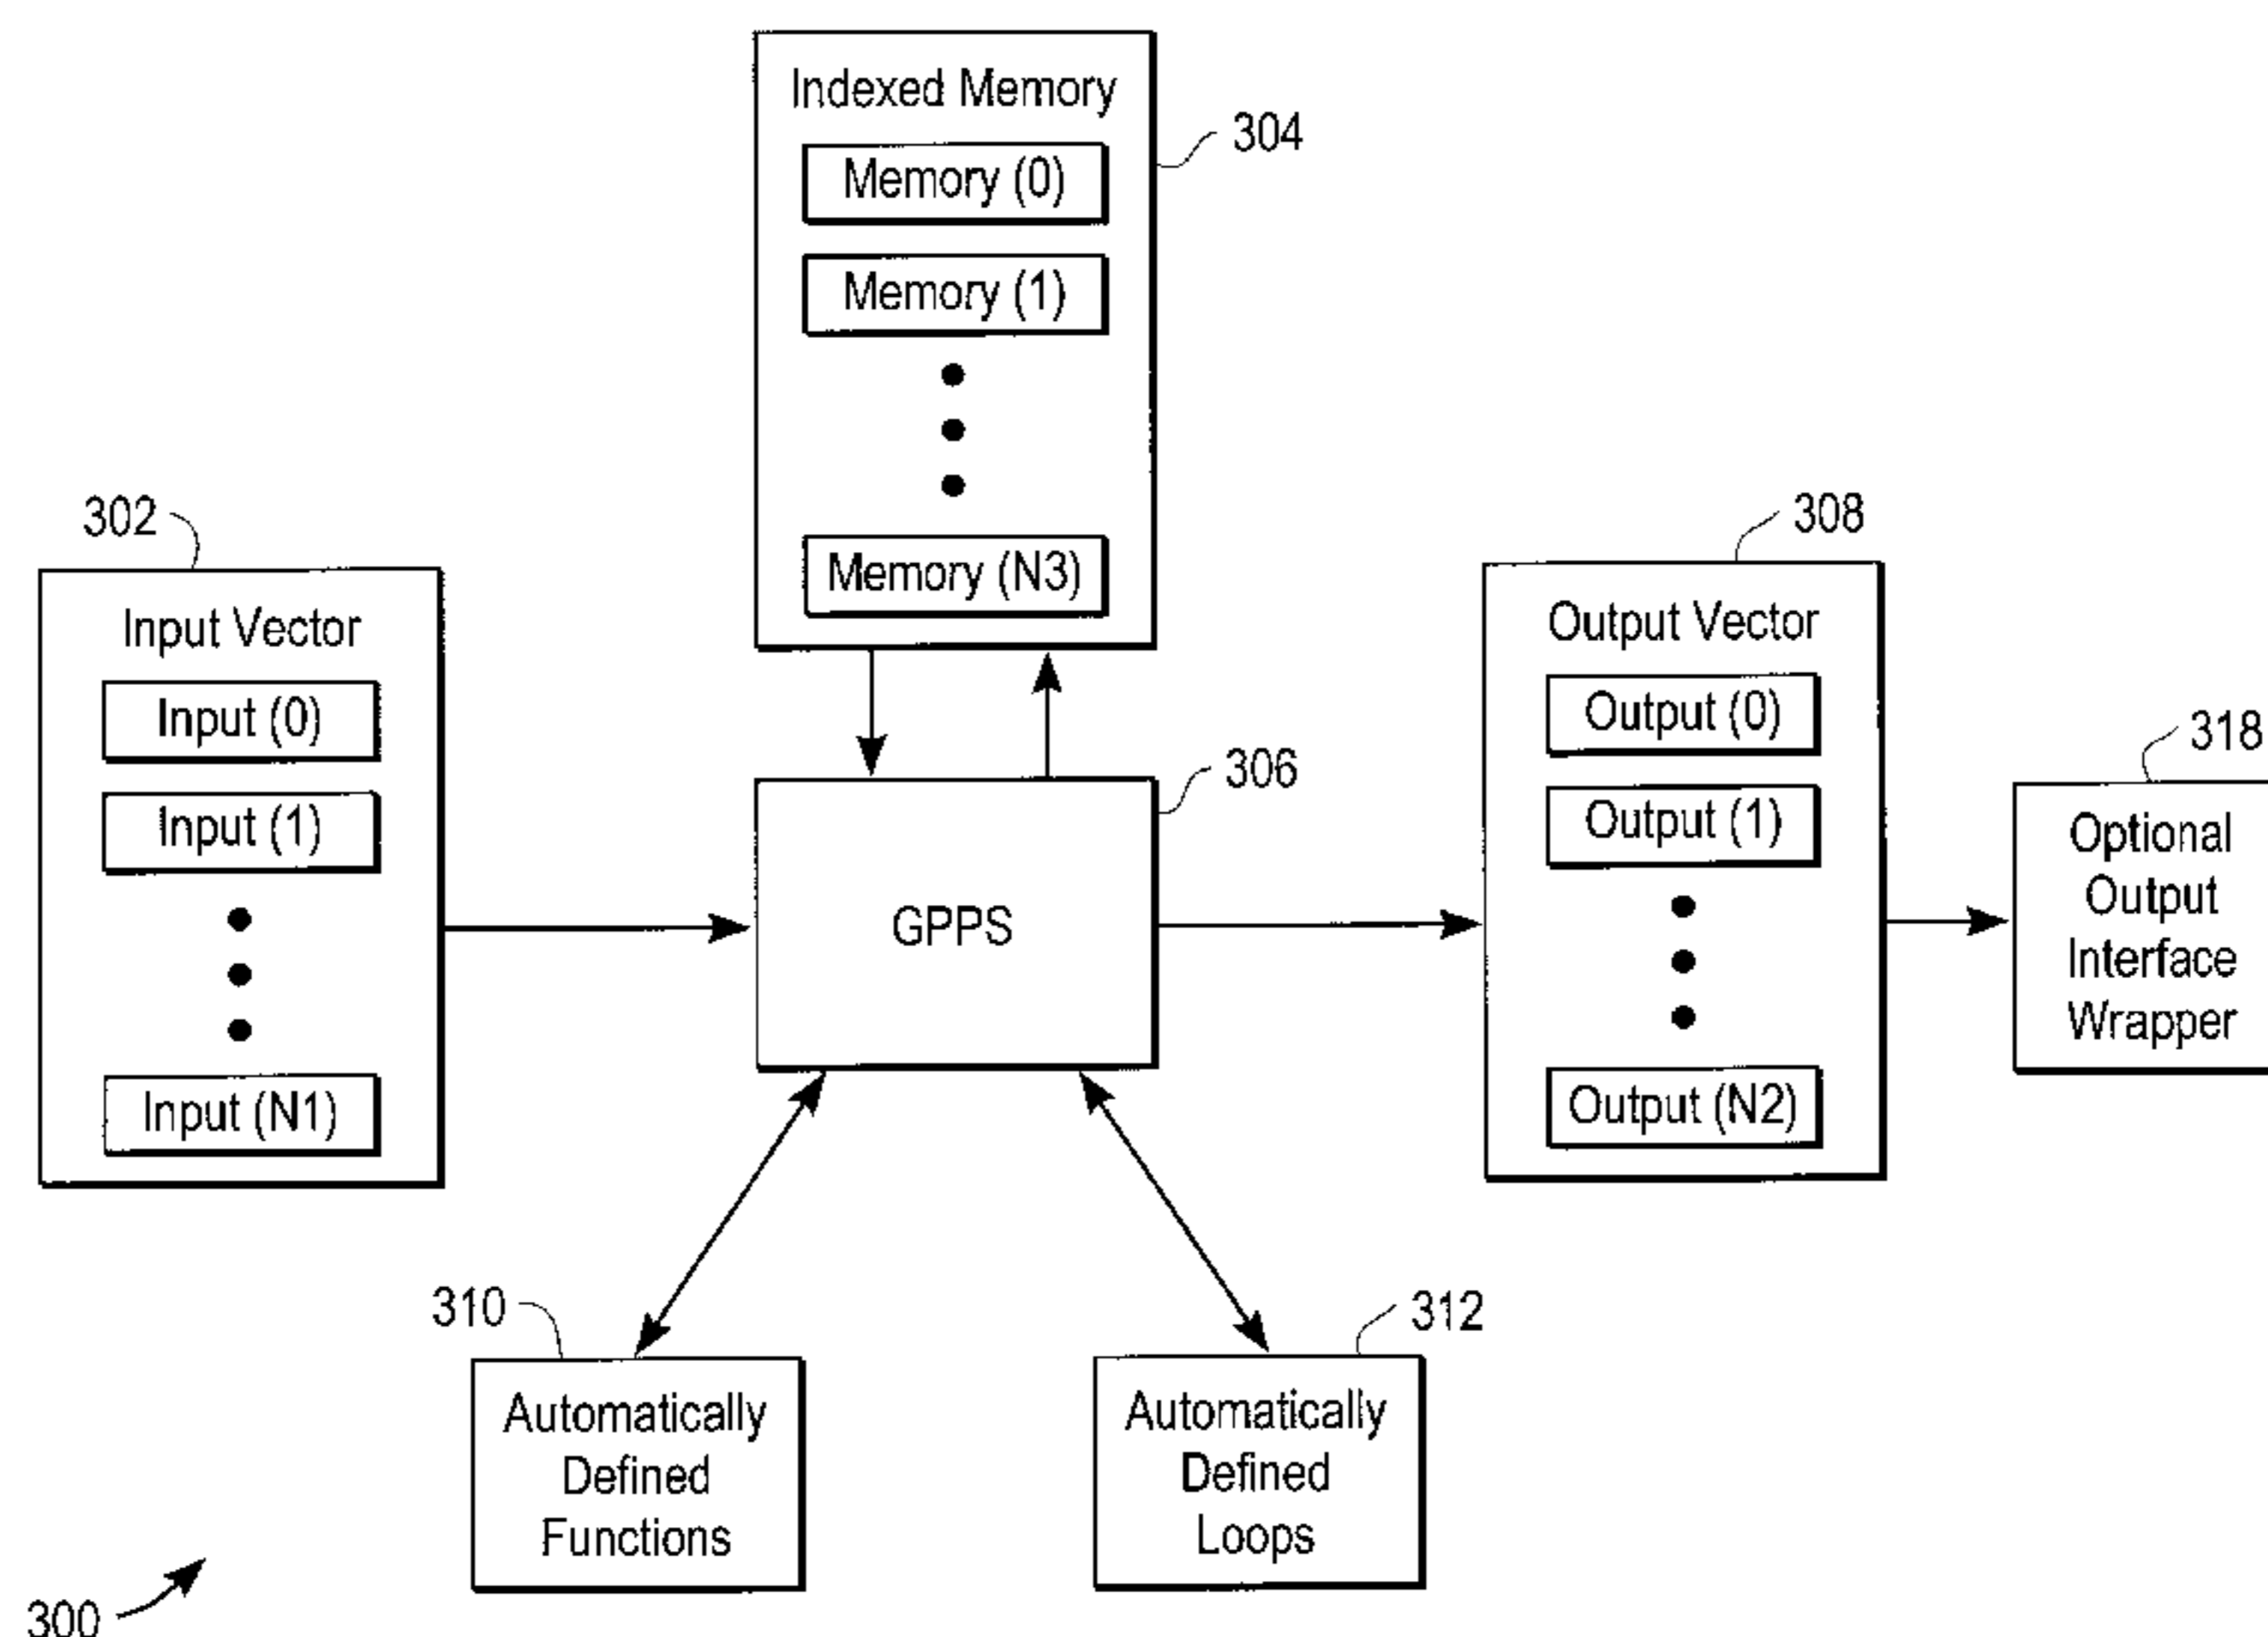 Indexed Memory
304
Memory (0)
Memory (1)
Memory (N3)
302
Input Vector
Input (0)
Input (1)
Input (N1)
306
GPPS
308
Output Vector
Output (0)
Output (1)
Output (N2)
318
Optional
Output
Interface
Wrapper
310
Automatically
Defined
Functions
312
Automatically
Defined
Loops
300